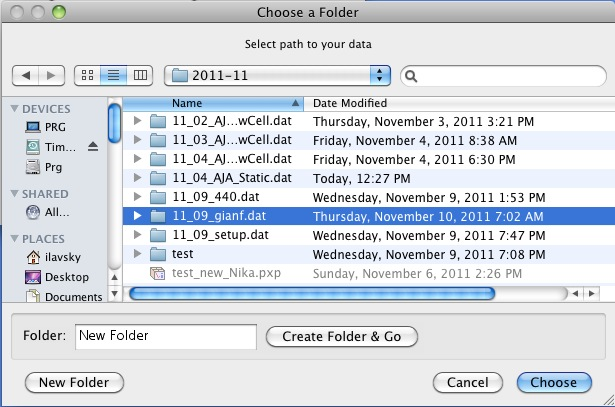 Choose a Folder
Select path to your data
2011-11
Name Date Modified
DEVICES
PRG
Tim...
Prg
SHARED
All...
PLACES
ilavsky
Desktop
Documents
11_02_AJ...wCell.dat Thursday, November 3, 2011 3:21 PM
11_03_AJ...wCell.dat Friday, November 4, 2011 8:38 AM
11_04_AJ...wCell.dat Friday, November 4, 2011 6:30 PM
11_04_AJA_Static.dat Today, 12:27 PM
11_09_440.dat Wednesday, November 9, 2011 1:53 PM
11_09_gianf.dat Thursday, November 10, 2011 7:02 AM
11_09_setup.dat Wednesday, November 9, 2011 7:47 PM
test Wednesday, November 9, 2011 7:08 PM
test_new_Nika.pxp Sunday, November 6, 2011 2:26 PM
Folder: New Folder Create Folder & Go
New Folder Cancel Choose